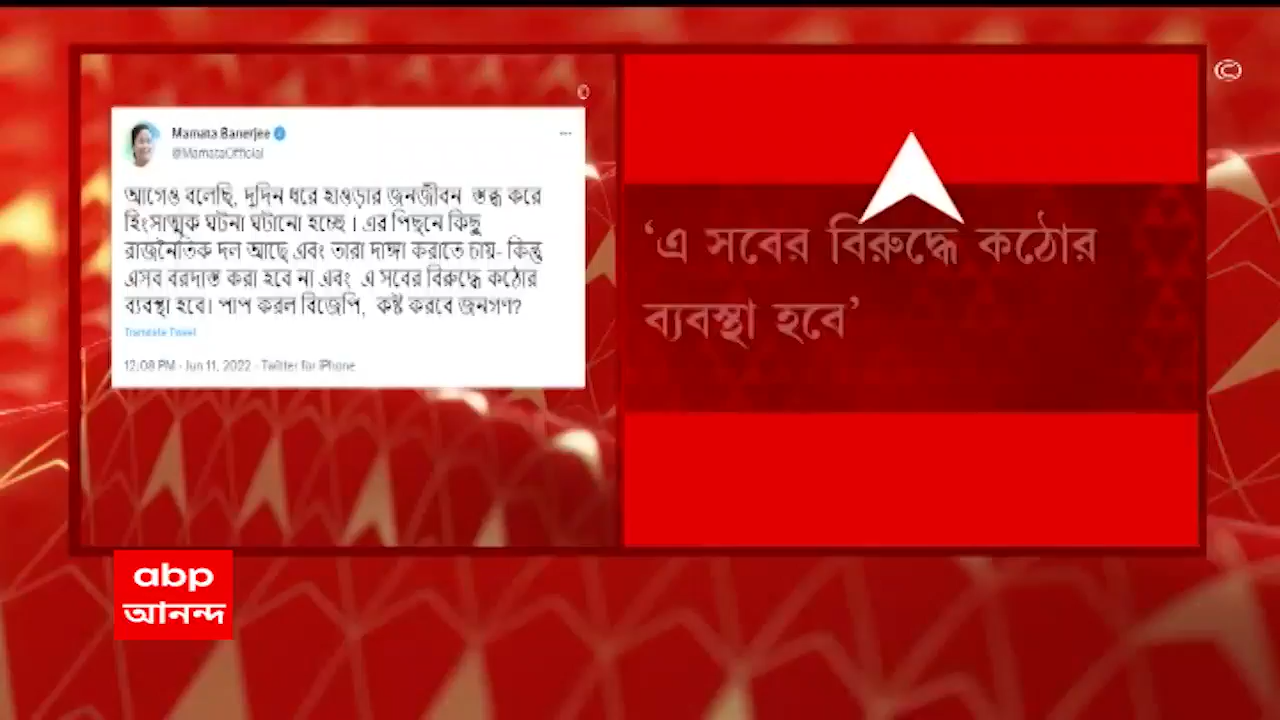 Mamata Banerjee
@MamataOfficial
আগেও বলেছি, দুদিন ধরে হাওড়ার জনজীবন স্তব্ধ করে
হিংসাত্মক ঘটনা ঘটানো হচ্ছে । এর পিছনে কিছু
রাজনৈতিক দল আছে এবং তারা দাঙ্গা করাতে চায়- কিন্তু
এসব বরদাস্ত করা হবে না এবং এ সবের বিরুদ্ধে কঠোর
ব্যবস্থা হবে। পাপ করল বিজেপি, কষ্ট করবে জনগণ?
Translate Tweet
12:08 PM · Jun 11, 2022 · Twitter for iPhone
‘এ সবের বিরুদ্ধে কঠোর
ব্যবস্থা হবে’
abp
আনন্দ